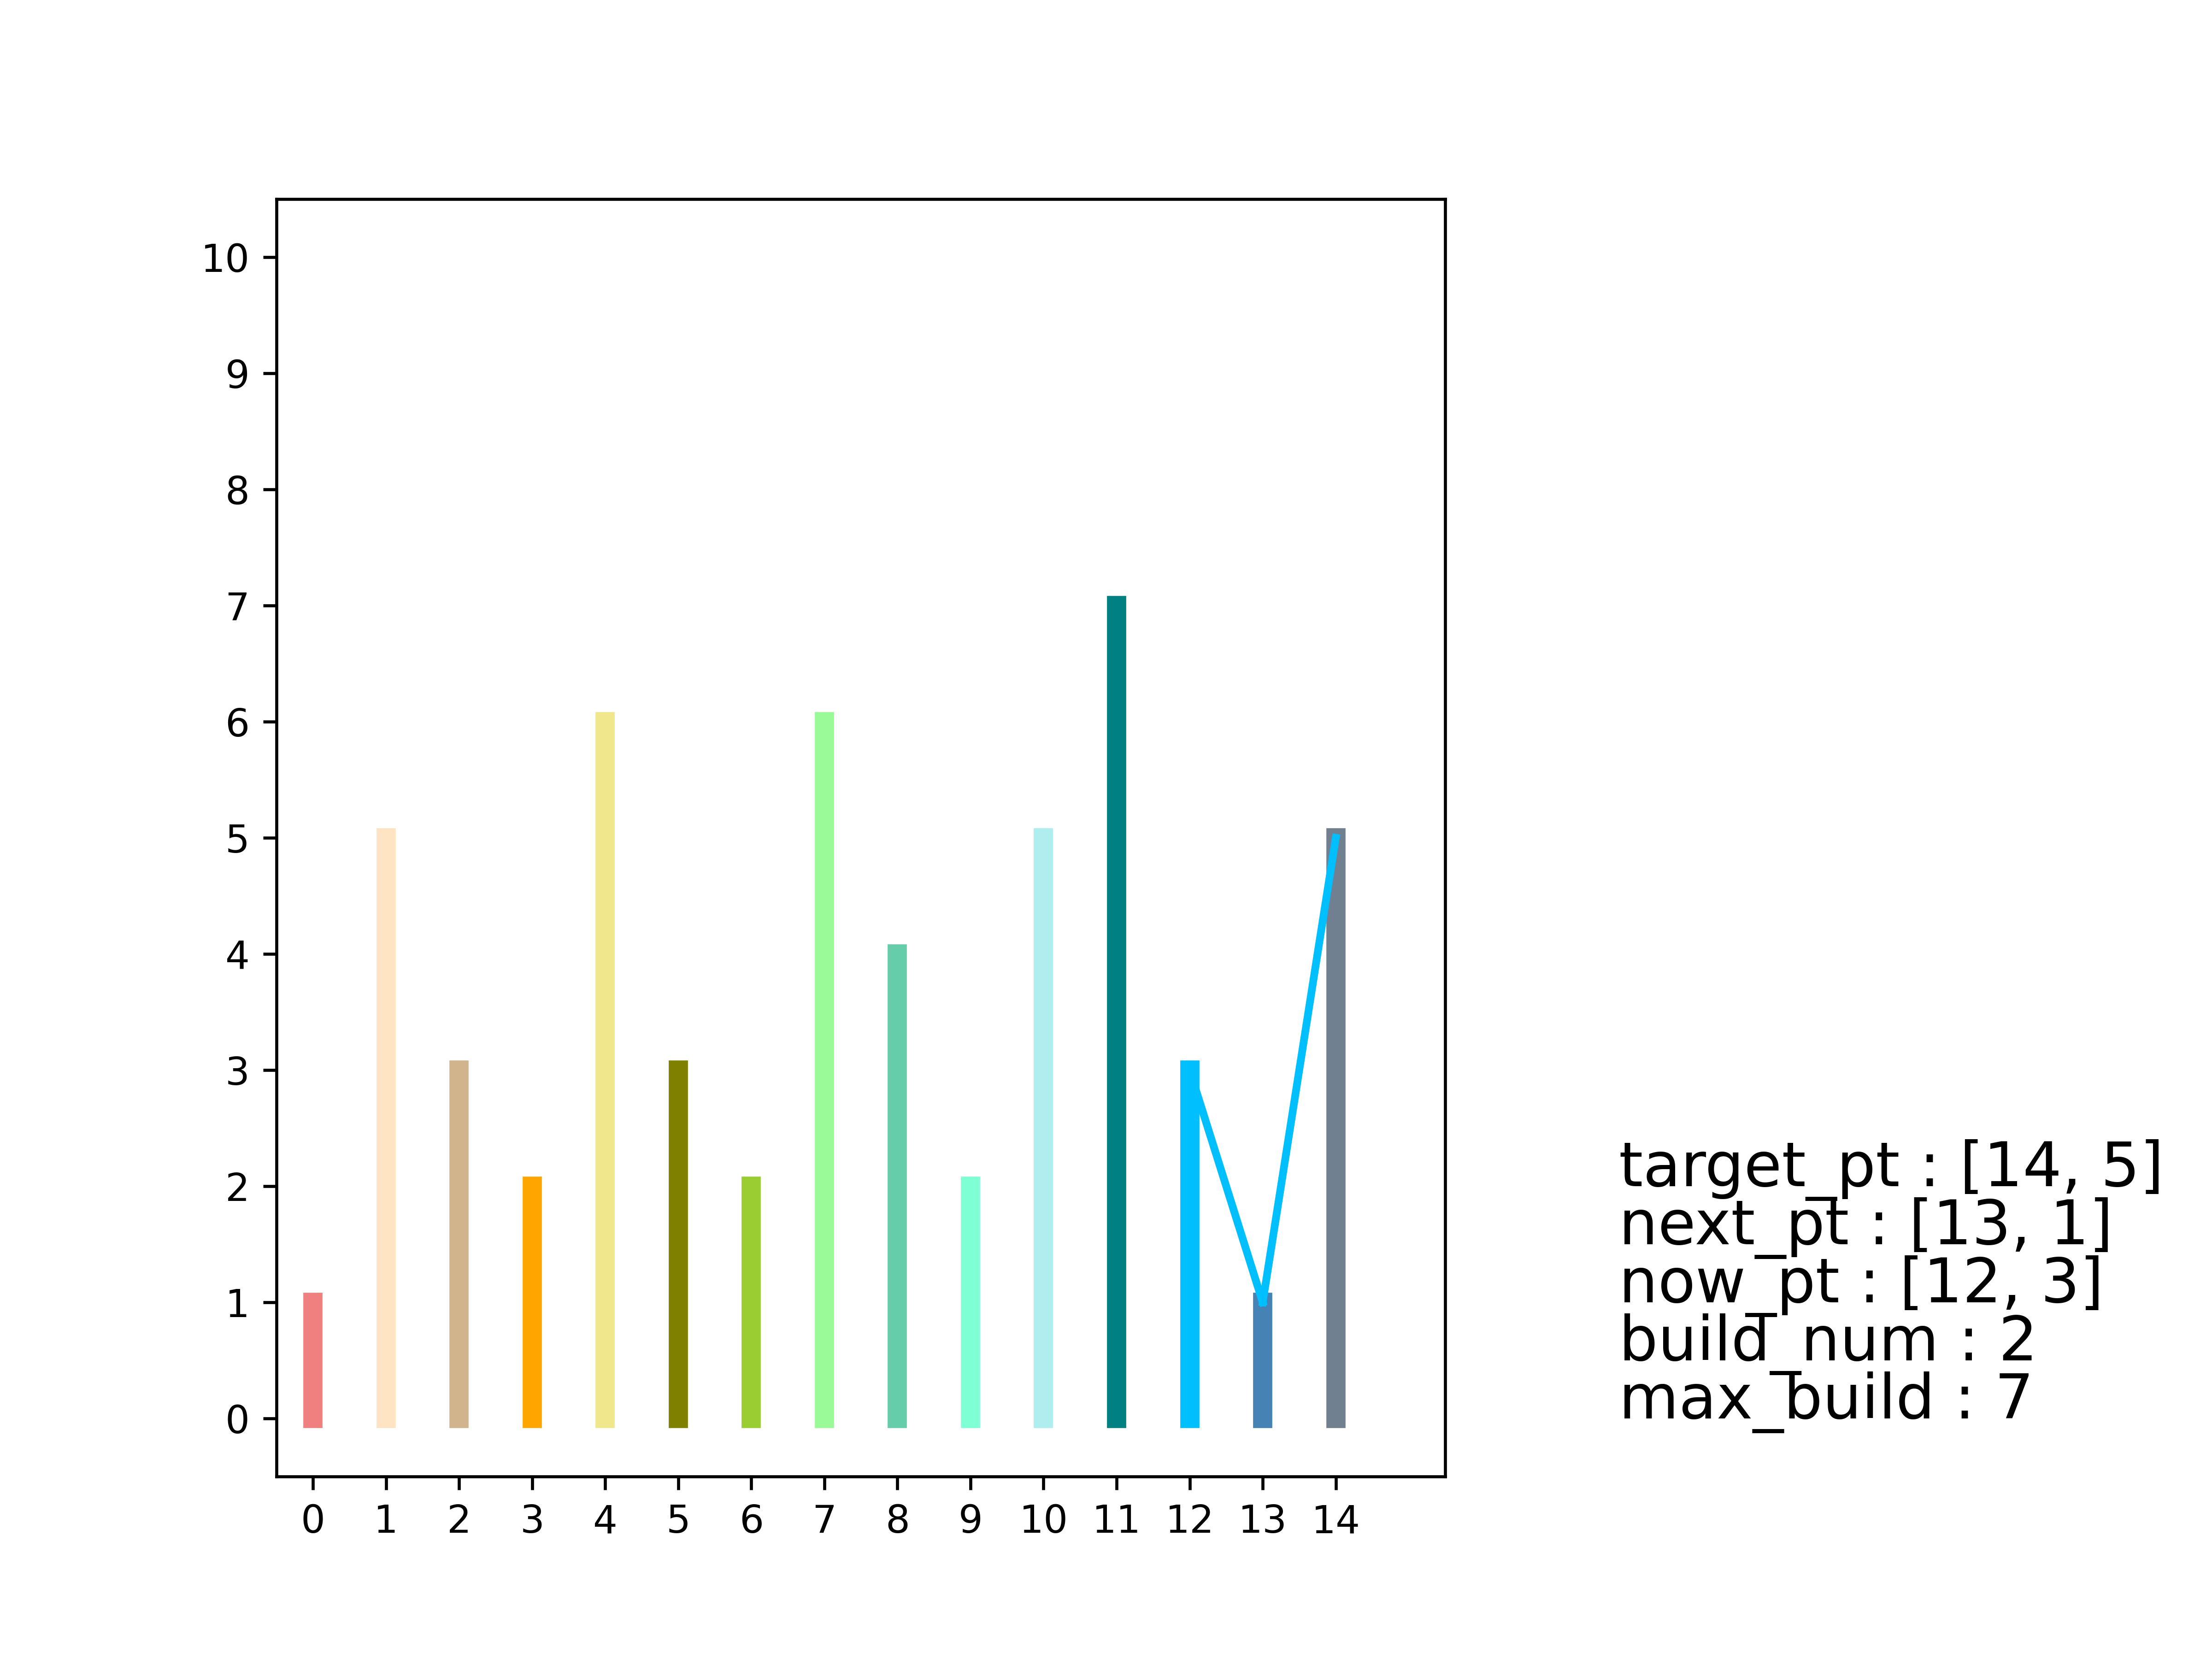 10
9
8
7
6
5
4
3
2
1
0
0 1 2 3 4 5 6 7 8 9 10 11 12 13 14
target_pt : [14, 5]
next_pt : [13, 1]
now_pt : [12, 3]
build_num : 2
max_build : 7